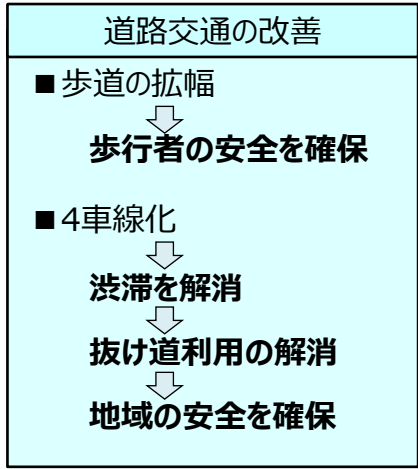 道路交通の改善
■歩道の拡幅
歩行者の安全を確保
■4車線化
渋滞を解消
抜け道利用の解消
地域の安全を確保